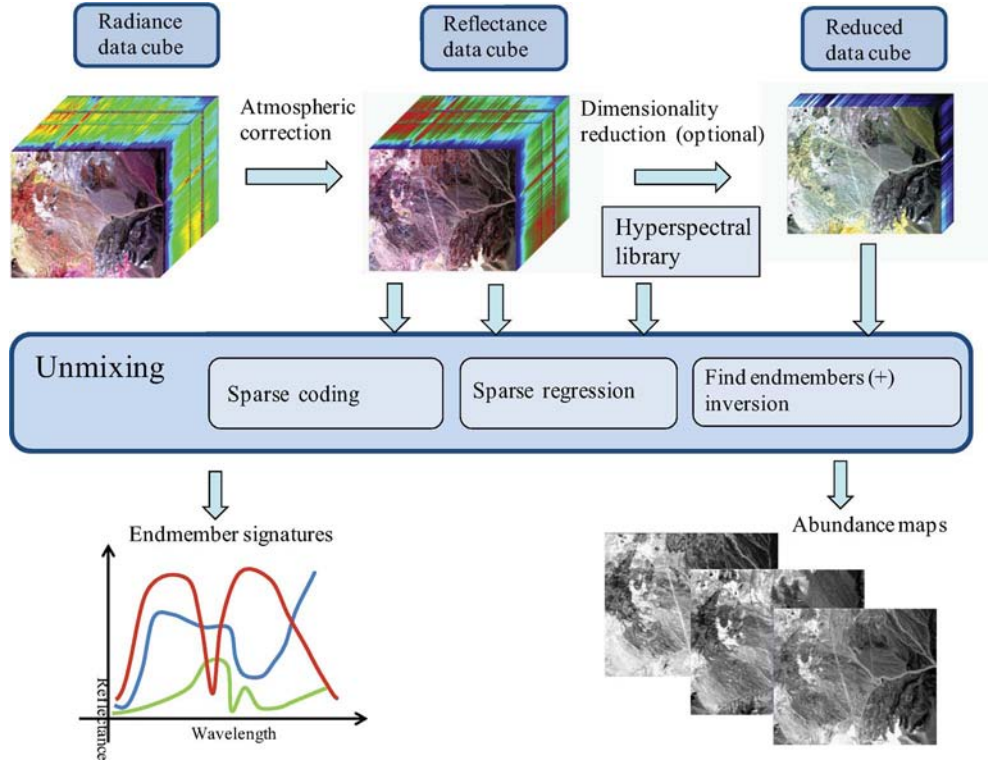 Radiance
data cube
Reflectance
data cube
Reduced
data cube
Atmospheric
correction
Dimensionality
reduction (optional)
Hyperspectral
library
Unmixing
Sparse coding
Sparse regression
Find endmembers (+)
inversion
Endmember signatures
Abundance maps
Reflectance
Wavelength